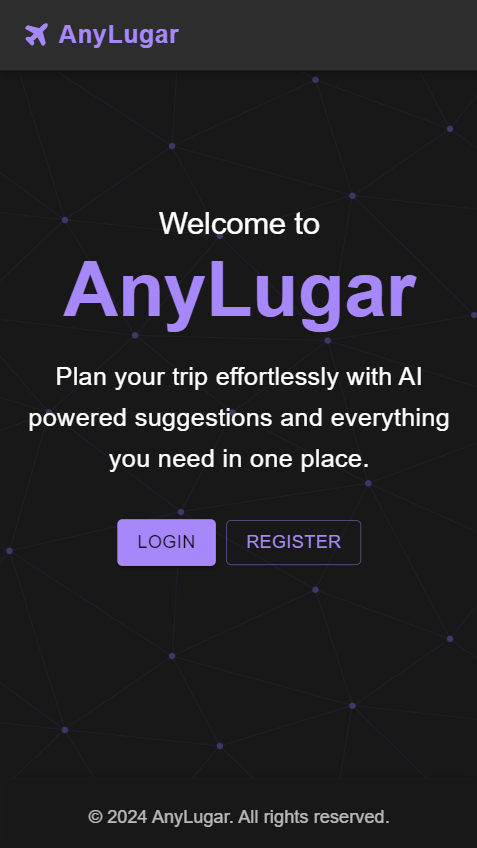 AnyLugar
Welcome to
AnyLugar
Plan your trip effortlessly with AI
powered suggestions and everything
you need in one place.
LOGIN
REGISTER
© 2024 AnyLugar. All rights reserved.